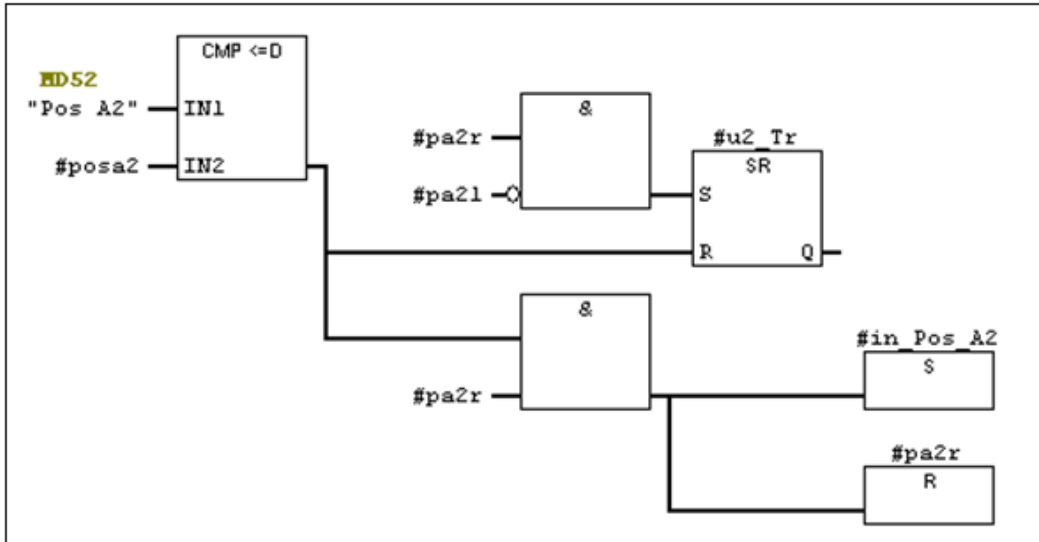 CMP <=D
MD52
"Pos A2" IN1
#posa2 IN2
&
#pa2r
#pa2l
#u2_Tr
SR
S
R Q
&
#pa2r
#in_Pos_A2
S
#pa2r
R